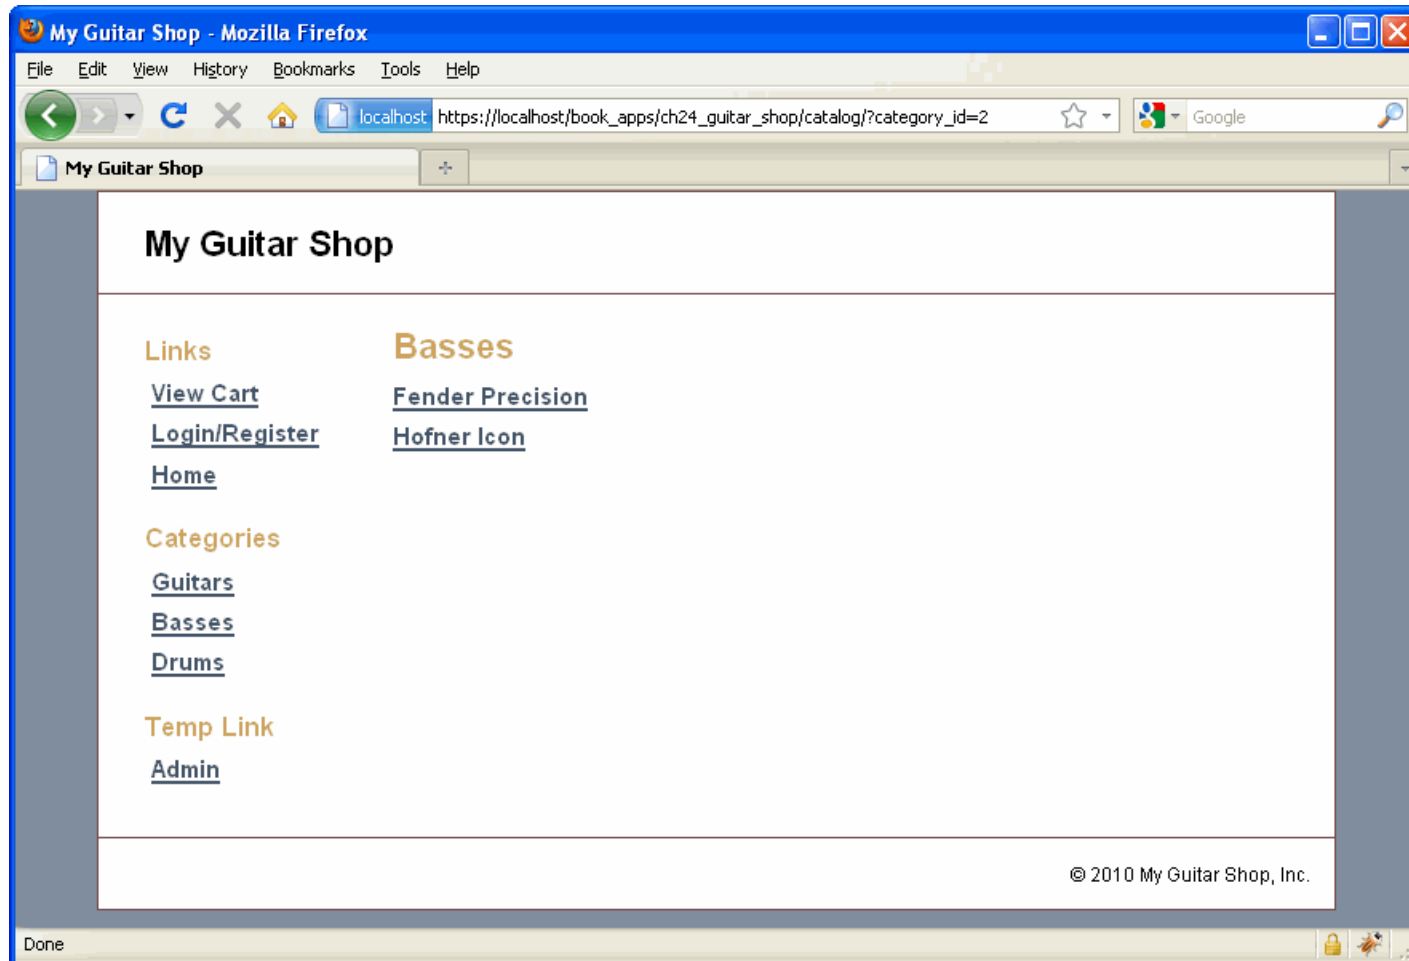 My Guitar Shop - Mozilla Firefox
File Edit View History Bookmarks Tools Help
localhost https://localhost/book_apps/ch24_guitar_shop/catalog/?category_id=2 Google
My Guitar Shop
My Guitar Shop
Links
View Cart
Login/Register
Home
Categories
Guitars
Basses
Drums
Temp Link
Admin
Basses
Fender Precision
Hofner Icon
© 2010 My Guitar Shop, Inc.
Done